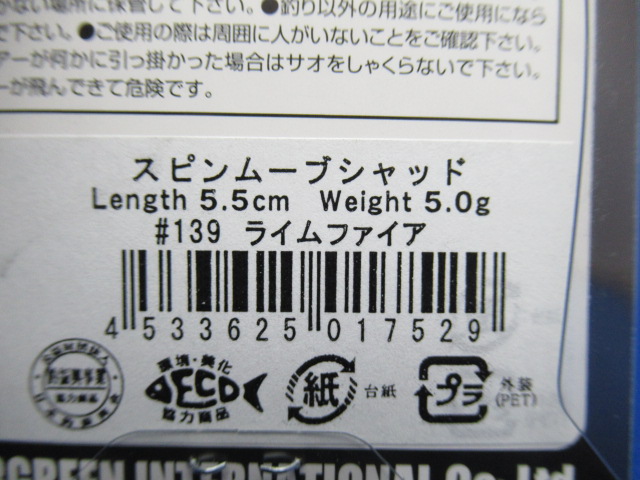 かない場所に保管して下さい。●釣り以外の用途にご使用になら
で下さい。●ご使用の際は周囲に人がいないことをご確認下さい。
アーが何かに引っ掛かった場合はサオをしゃくらないで下さい。
ーが飛んできて危険です。
スピンムーブシャッド
Length 5.5cm Weight 5.0g
#139 ライムファイア
4 533625 017529
環境・美化
ECO
協力商品
紙
台紙
プラ
外装
(PET)
RGREEN INTERNATIONAL Co.,Ltd